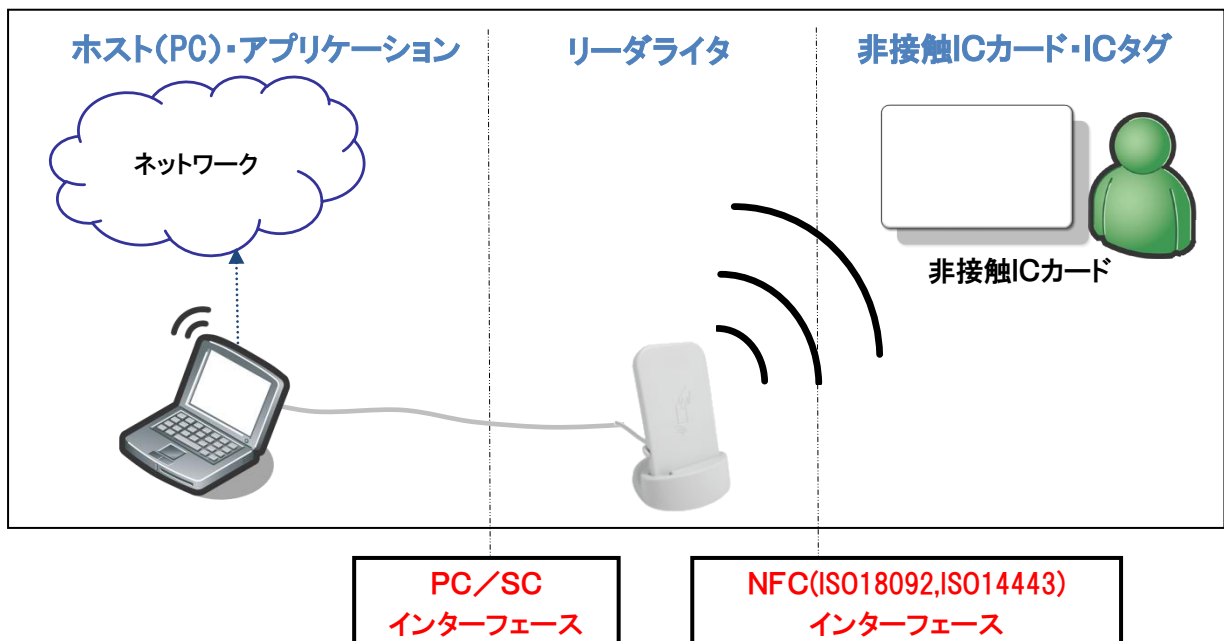 ホスト(PC)・アプリケーション
リーダライタ
非接触ICカード・ICタグ
ネットワーク
非接触ICカード
PC／SC
インターフェース
NFC(ISO18092,ISO14443)
インターフェース